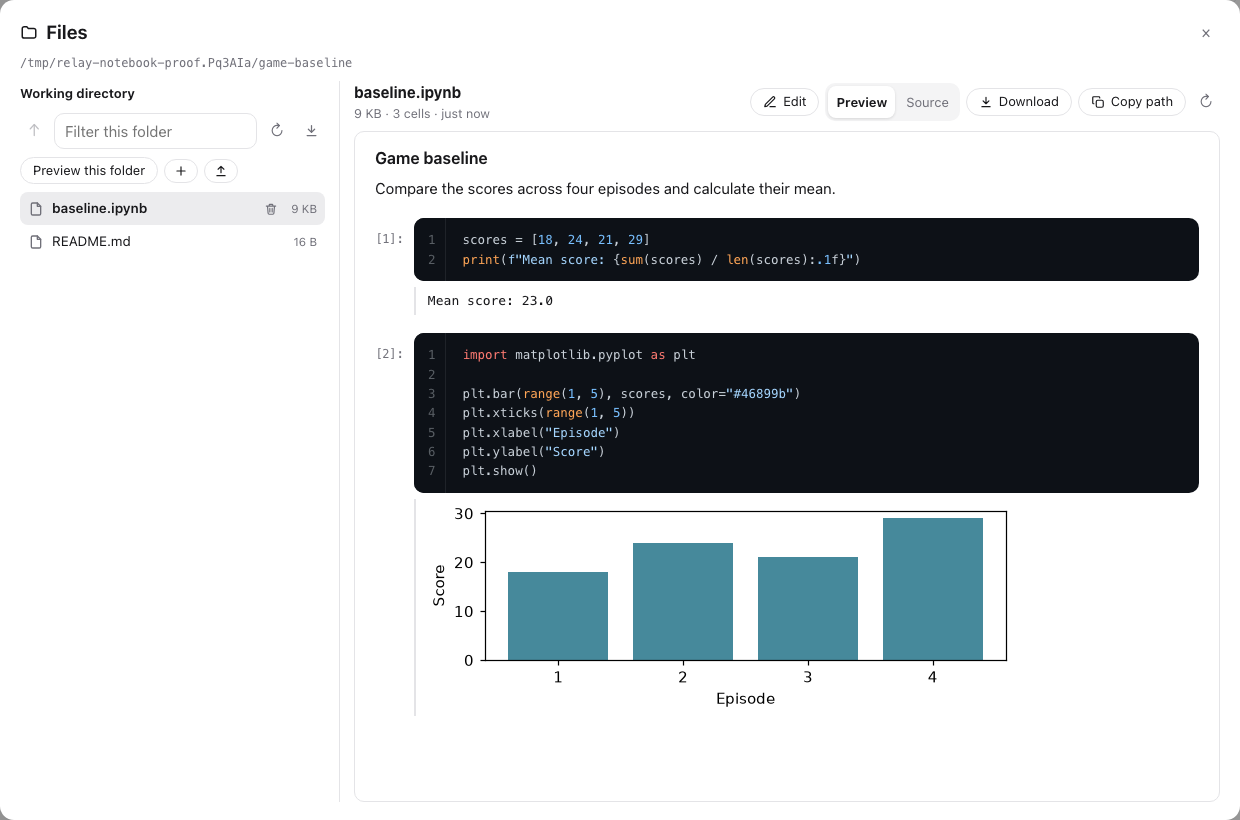 Files
/tmp/relay-notebook-proof.Pq3AIa/game-baseline
Working directory
Filter this folder
Preview this folder
baseline.ipynb 9 KB
README.md 16 B
baseline.ipynb
9 KB · 3 cells · just now
Edit Preview Source Download Copy path
Game baseline
Compare the scores across four episodes and calculate their mean.
[1]:
1 scores = [18, 24, 21, 29]
2 print(f"Mean score: {sum(scores) / len(scores):.1f}")
Mean score: 23.0
[2]:
1 import matplotlib.pyplot as plt
2
3 plt.bar(range(1, 5), scores, color="#46899b")
4 plt.xticks(range(1, 5))
5 plt.xlabel("Episode")
6 plt.ylabel("Score")
7 plt.show()
30
20
10
0
Score
1 2 3 4
Episode